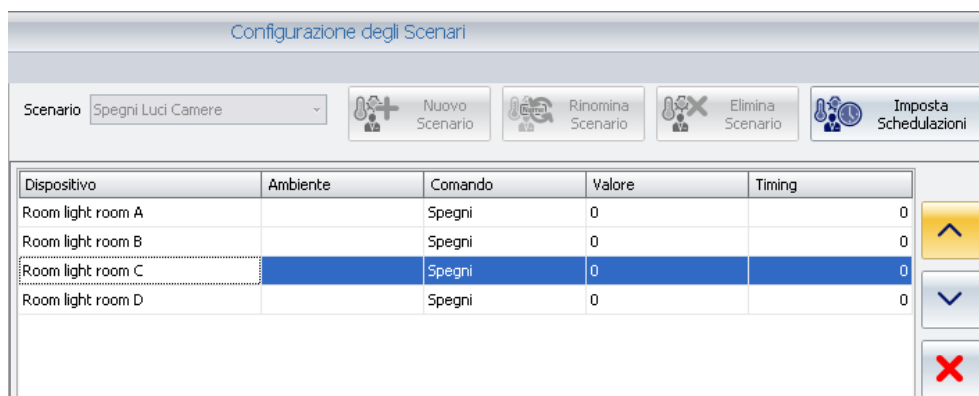 Configurazione degli Scenari
Scenario Spegni Luci Camere Nuovo Scenario Rinomina Scenario Elimina Scenario Imposta Schedulazioni
Dispositivo Ambiente Comando Valore Timing
Room light room A Spegni 0 0
Room light room B Spegni 0 0
Room light room C Spegni 0 0
Room light room D Spegni 0 0